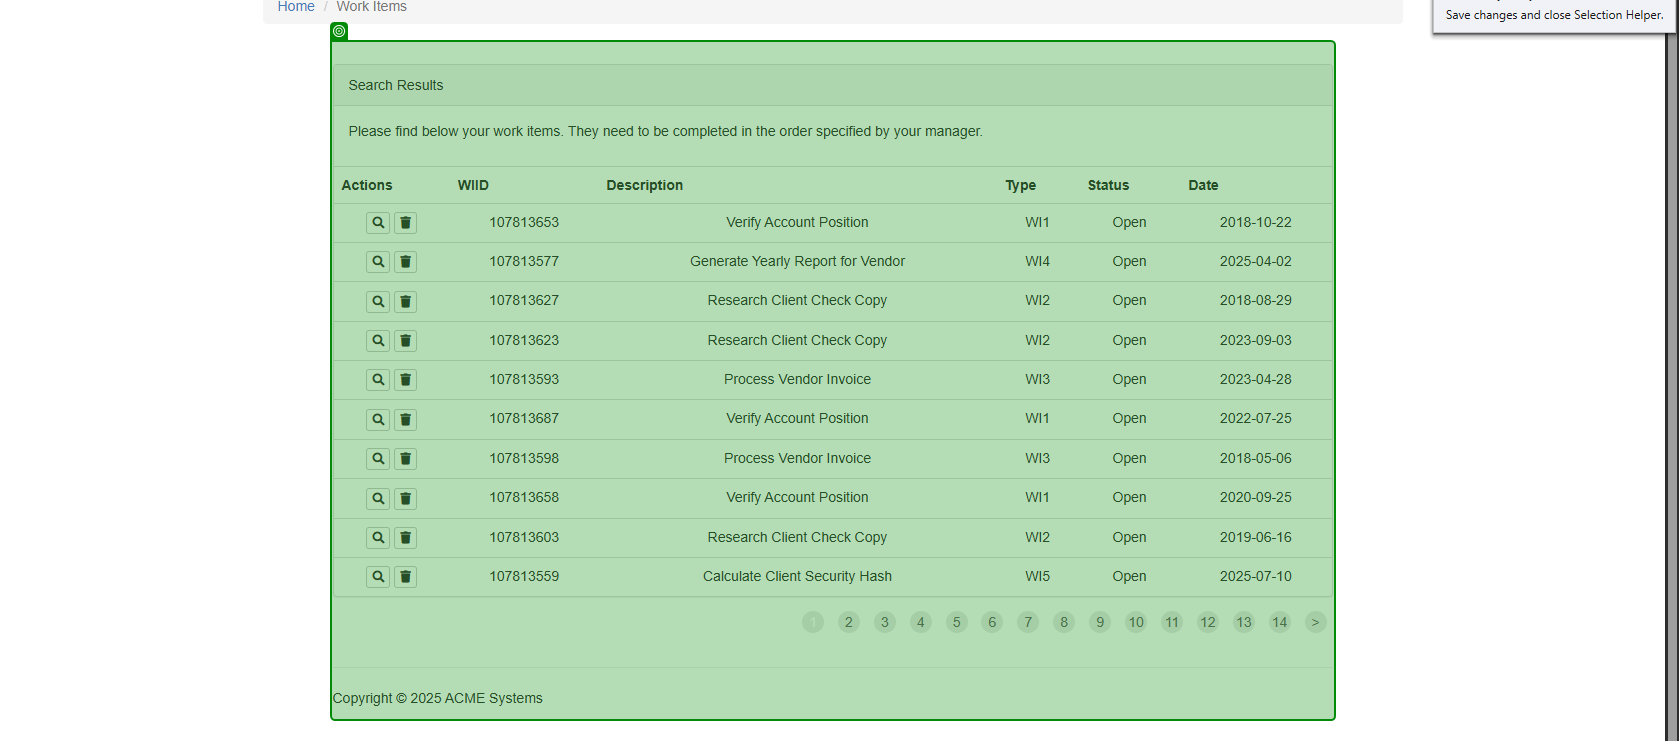 Home / Work Items
Save changes and close Selection Helper.
Search Results
Please find below your work items. They need to be completed in the order specified by your manager.
Actions WIID Description Type Status Date
107813653 Verify Account Position WI1 Open 2018-10-22
107813577 Generate Yearly Report for Vendor WI4 Open 2025-04-02
107813627 Research Client Check Copy WI2 Open 2018-08-29
107813623 Research Client Check Copy WI2 Open 2023-09-03
107813593 Process Vendor Invoice WI3 Open 2023-04-28
107813687 Verify Account Position WI1 Open 2022-07-25
107813598 Process Vendor Invoice WI3 Open 2018-05-06
107813658 Verify Account Position WI1 Open 2020-09-25
107813603 Research Client Check Copy WI2 Open 2019-06-16
107813559 Calculate Client Security Hash WI5 Open 2025-07-10
1 2 3 4 5 6 7 8 9 10 11 12 13 14 >
Copyright © 2025 ACME Systems